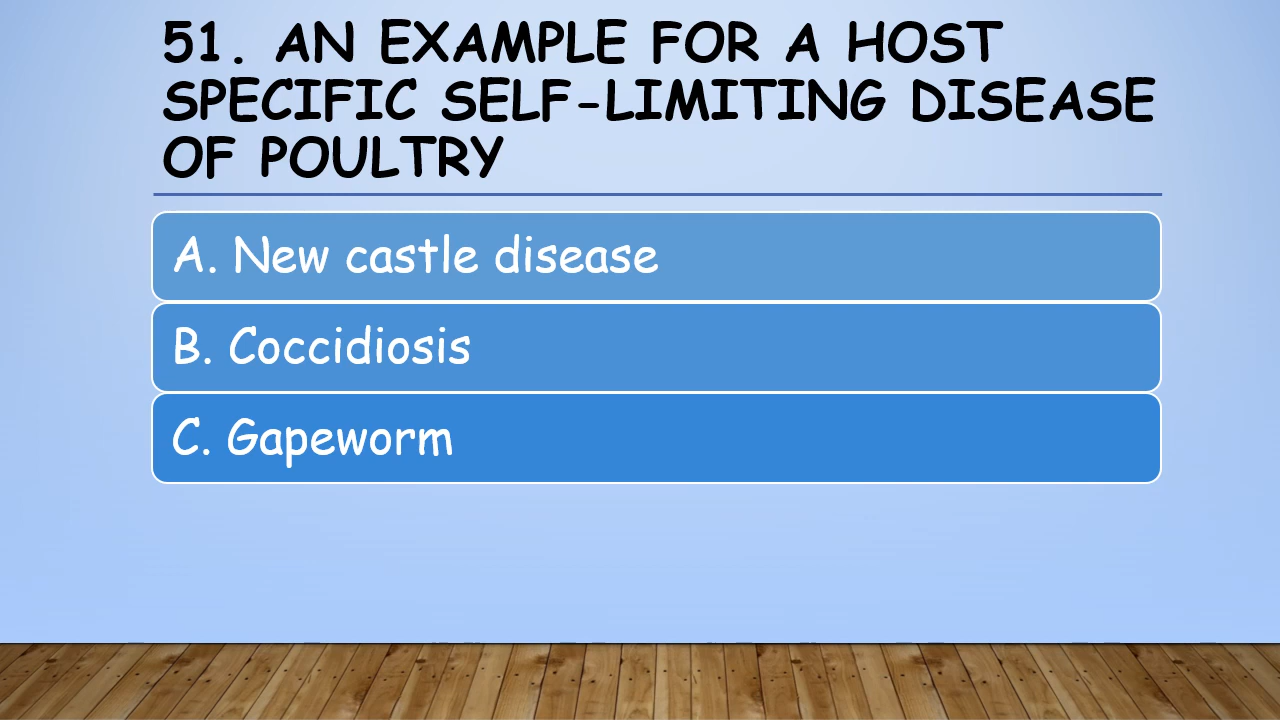 51. AN EXAMPLE FOR A HOST
SPECIFIC SELF-LIMITING DISEASE
OF POULTRY
A. New castle disease
B. Coccidiosis
C. Gapeworm